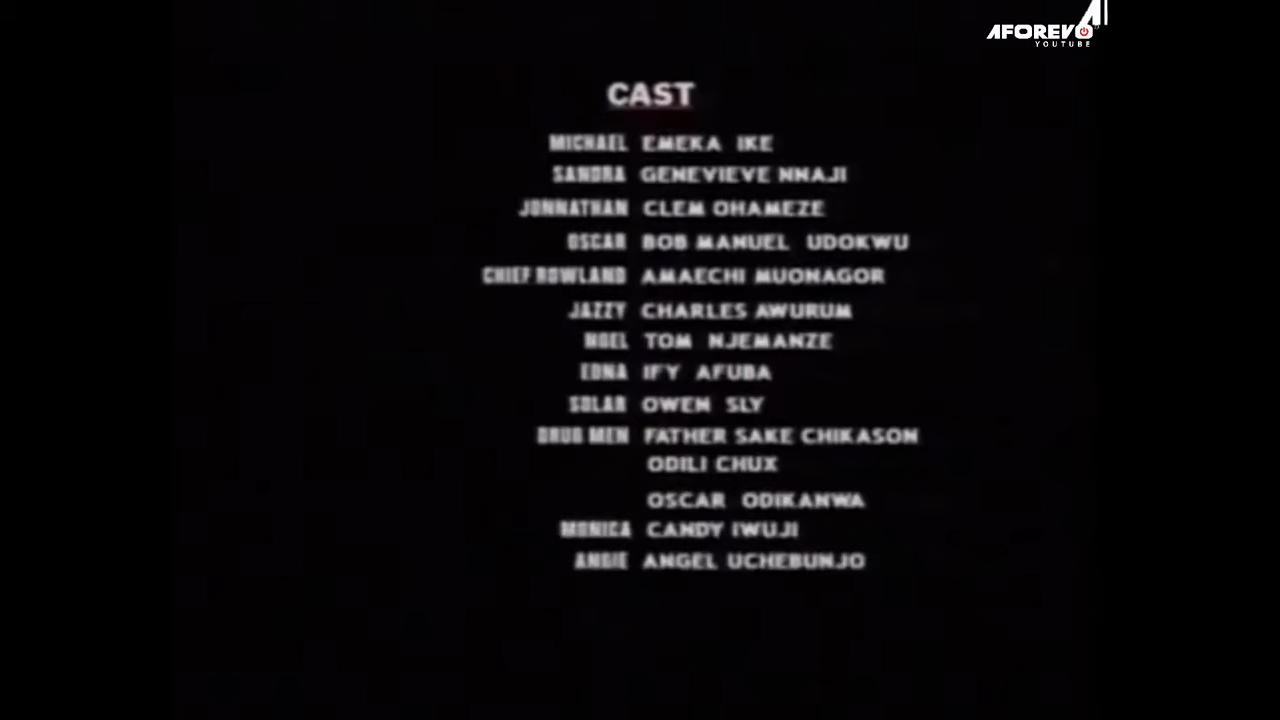 AFOREVO
YOUTUBE
CAST
MICHAEL EMEKA IKE
SANDRA GENEVIEVE NNAJI
JONNATHAN CLEM OHAMEZE
OSCAR BOB MANUEL UDOKWU
CHIEF ROWLAND AMAECHI MUONAGOR
JAZZY CHARLES AWURUM
NOEL TOM NJEMANZE
EDNA IFY AFUBA
SOLAR OWEN SLY
DRUG MEN FATHER SAKE CHIKASON
ODILI CHUX
OSCAR ODIKANWA
MONICA CANDY IWUJI
ANGIE ANGEL UCHEBUNJO